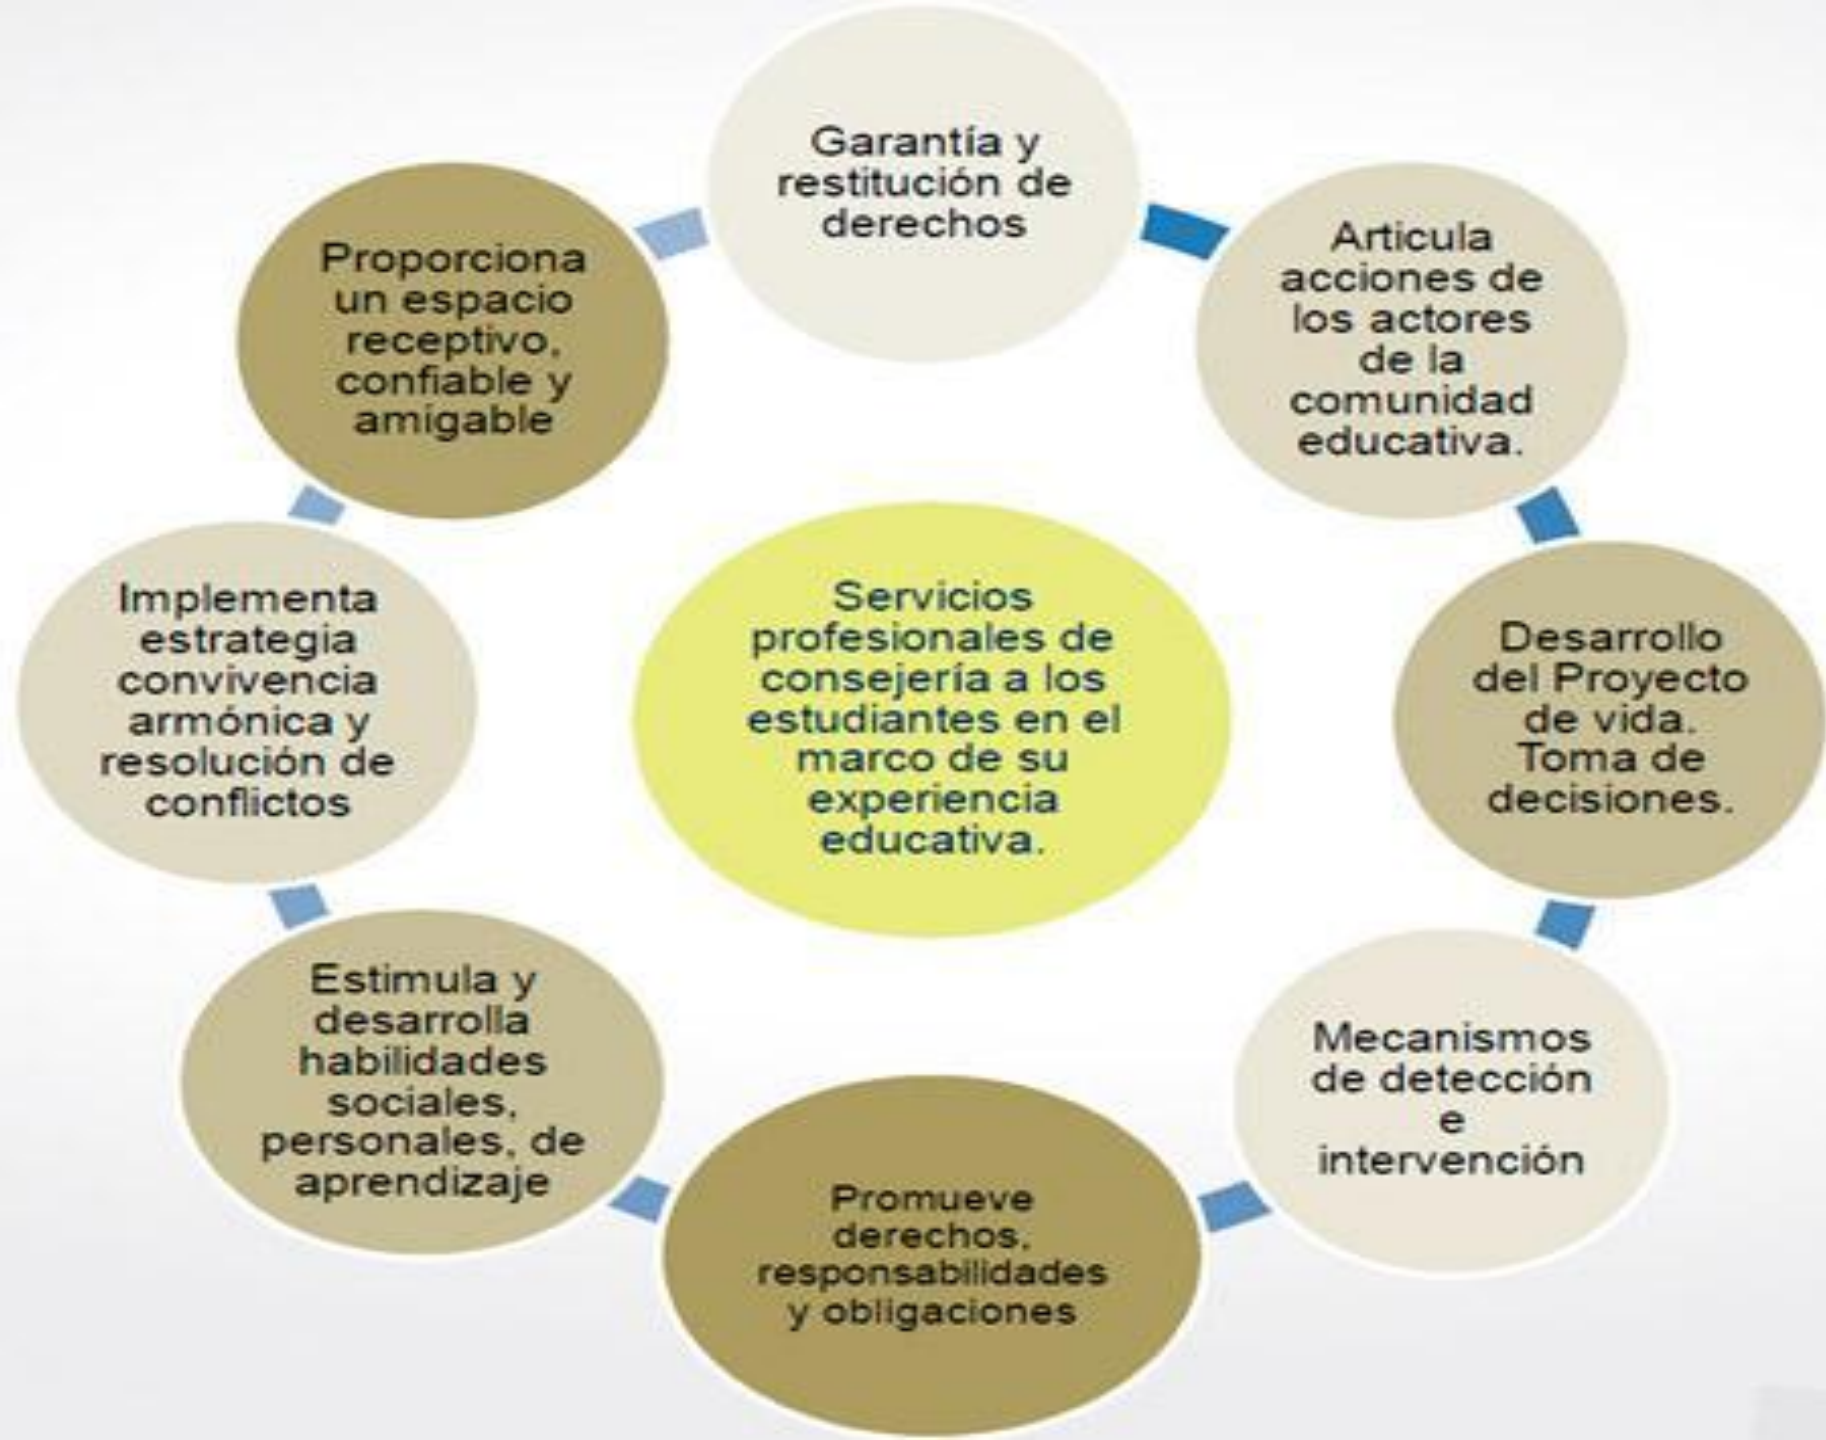 Garantía y
restitución de
derechos
Articula
acciones de
los actores
de la
comunidad
educativa.
Desarrollo
del Proyecto
de vida.
Toma de
decisiones.
Mecanismos
de detección
e
intervención
Promueve
derechos,
responsabilidades
y obligaciones
Estimula y
desarrolla
habilidades
sociales,
personales, de
aprendizaje
Implementa
estrategia
convivencia
armónica y
resolución de
conflictos
Proporciona
un espacio
receptivo,
confiable y
amigable
Servicios
profesionales de
consejería a los
estudiantes en el
marco de su
experiencia
educativa.